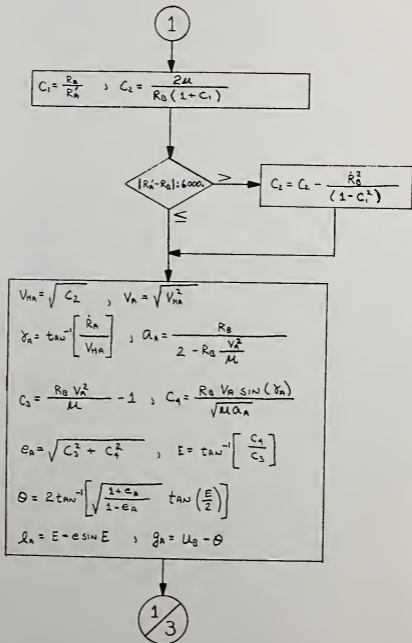 1
C₁ = R_B / R'_A , C₂ = 2μ / R_B (1 + C₁)
|R'_A - R_B| : 6000.
>
C₂ = C₂ - Ṙ_B² / (1 - C₁²)
≤
V_HA = √C₂ , V_A = √V_HA²
γ_A = tan⁻¹ [Ṙ_A / V_HA] , a_A = R_B / (2 - R_B V_A² / μ)
C₃ = R_B V_A² / μ - 1 , C₄ = R_B V_A sin (γ_A) / √(μ a_A)
e_A = √(C₃² + C₄²) , E = tan⁻¹ [C₄ / C₃]
θ = 2 tan⁻¹ [√((1 + e_A) / (1 - e_A)) tan (E / 2)]
l_A = E - e sin E , g_A = U_B - θ
1/3